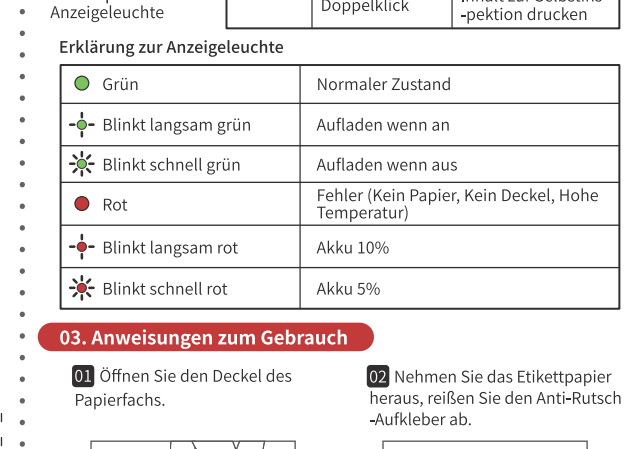 Anzeigeleuchte
Doppelklick
-pektion drucken
Erklärung zur Anzeigeleuchte
Grün
Normaler Zustand
Blinkt langsam grün
Aufladen wenn an
Blinkt schnell grün
Aufladen wenn aus
Rot
Fehler (Kein Papier, Kein Deckel, Hohe
Temperatur)
Blinkt langsam rot
Akku 10%
Blinkt schnell rot
Akku 5%
03. Anweisungen zum Gebrauch
01 Öffnen Sie den Deckel des
Papierfachs.
02 Nehmen Sie das Etikettpapier
heraus, reißen Sie den Anti-Rutsch
-Aufkleber ab.